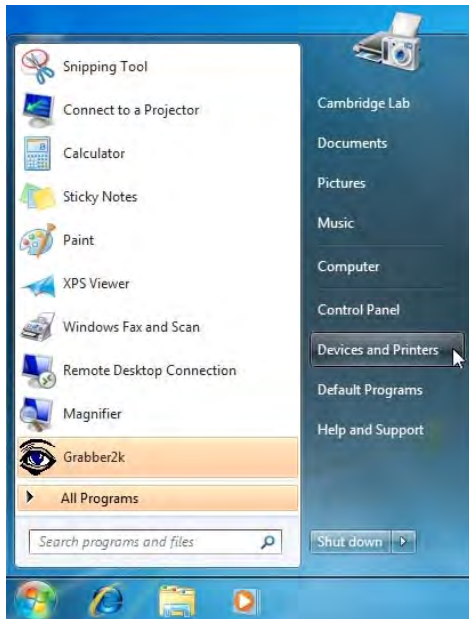 Snipping Tool
Connect to a Projector
Calculator
Sticky Notes
Paint
XPS Viewer
Windows Fax and Scan
Remote Desktop Connection
Magnifier
Grabber2k
All Programs
Search programs and files
Cambridge Lab
Documents
Pictures
Music
Computer
Control Panel
Devices and Printers
Default Programs
Help and Support
Shut down